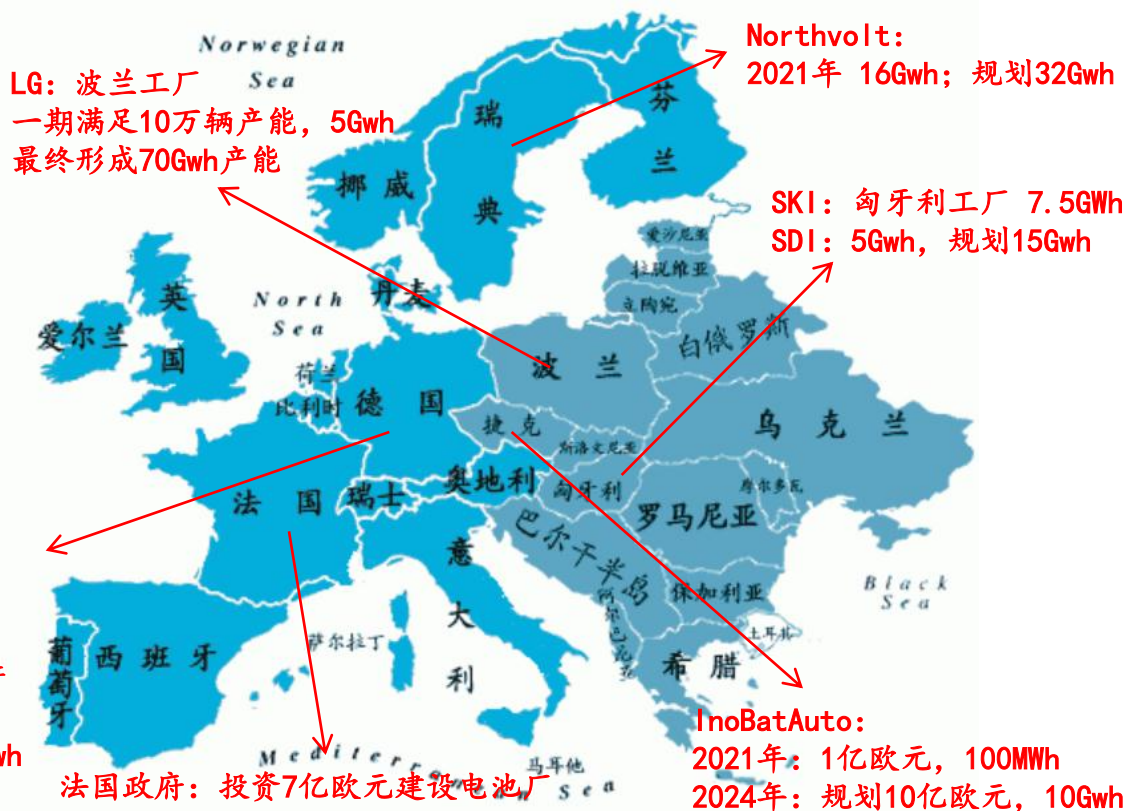 Norwegian
Sea
Northvolt：
2021年 16Gwh；规划32Gwh
LG：波兰工厂
一期满足10万辆产能，5Gwh
最终形成70Gwh产能
芬兰
瑞典
挪威
SKI：匈牙利工厂 7.5GWh
SDI：5Gwh，规划15Gwh
爱沙尼亚
拉脱维亚
立陶宛
白俄罗斯
North
Sea
丹麦
英国
爱尔兰
荷兰
比利时
德国
波兰
捷克
斯洛文尼亚
乌克兰
奥地利
匈牙利
摩尔多瓦
法国
瑞士
罗马尼亚
巴尔干半岛
意大利
保加利亚
Black
Sea
阿尔巴尼亚
土耳其
萨尔拉丁
希腊
葡萄牙
西班牙
InoBatAuto：
2021年：1亿欧元，100MWh
2024年：规划10亿欧元，10Gwh
wh
Mediterranean Sea
马耳他
法国政府：投资7亿欧元建设电池厂